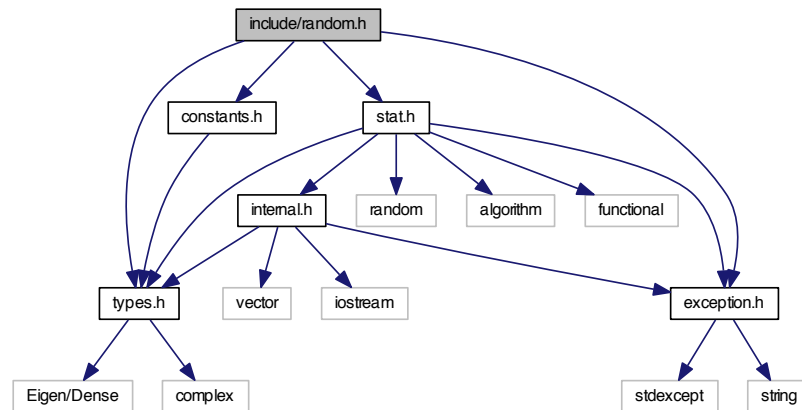 include/random.h
constants.h
stat.h
internal.h
random
algorithm
functional
types.h
vector
iostream
exception.h
Eigen/Dense
complex
stdexcept
string